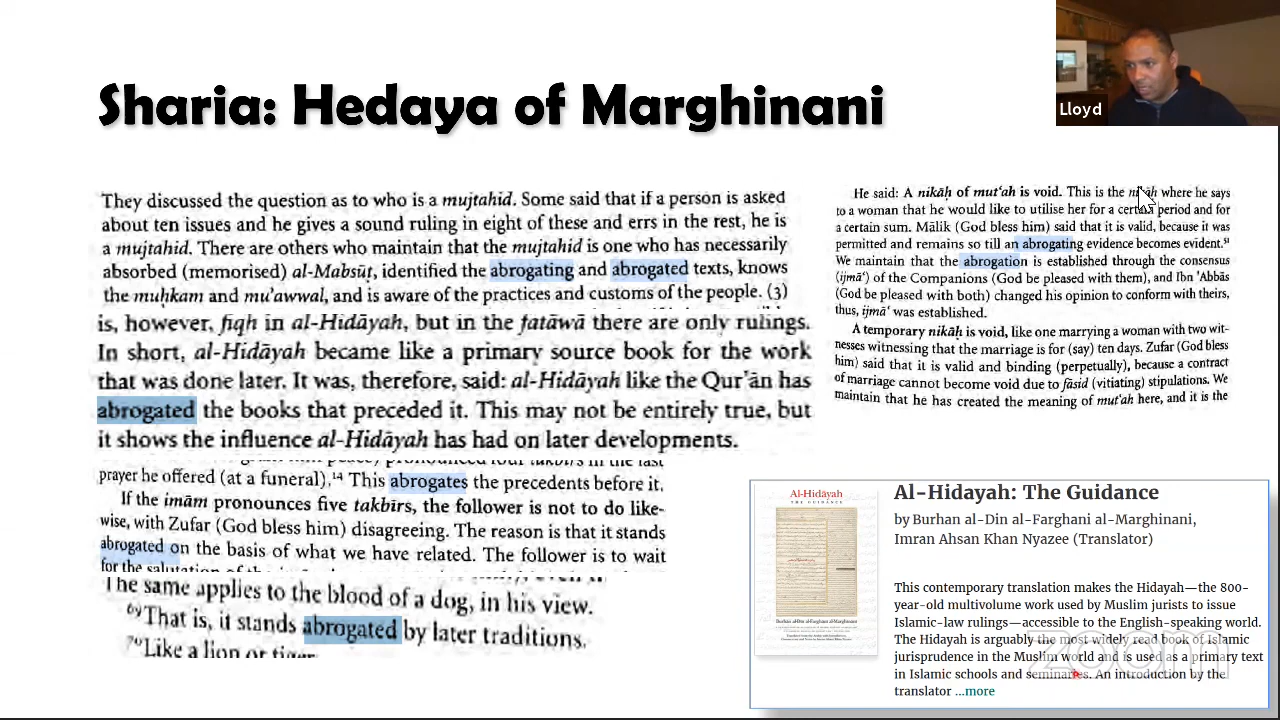 Sharia: Hedaya of Marghinani
Lloyd
They discussed the question as to who is a mujtahid. Some said that if a person is asked
about ten issues and he gives a sound ruling in eight of these and errs in the rest, he is
a mujtahid. There are others who maintain that the mujtahid is one who has necessarily
absorbed (memorised) al-Mabsūṭ, identified the abrogating and abrogated texts, knows
the muḥkam and mu'awwal, and is aware of the practices and customs of the people. (3)
is, however, fiqh in al-Hidāyah, but in the fatāwā there are only rulings.
In short, al-Hidāyah became like a primary source book for the work
that was done later. It was, therefore, said: al-Hidāyah like the Qur'ān has
abrogated the books that preceded it. This may not be entirely true, but
it shows the influence al-Hidāyah has had on later developments.
prayer he offered (at a funeral).¹⁴ This abrogates the precedents before it.
If the imām pronounces five takbīrs, the follower is not to do like-
wise, with Zufar (God bless him) disagreeing. The reason is that it stands
abrogated on the basis of what we have related. The follower is to wait
same applies to the blood of a dog, in his view.
That is, it stands abrogated by later traditions.
Like a lion or
He said: A nikāḥ of mut'ah is void. This is the nikāḥ where he says
to a woman that he would like to utilise her for a certain period and for
a certain sum. Mālik (God bless him) said that it is valid, because it was
permitted and remains so till an abrogating evidence becomes evident.⁵¹
We maintain that the abrogation is established through the consensus
(ijmā') of the Companions (God be pleased with them), and Ibn 'Abbās
(God be pleased with both) changed his opinion to conform with theirs,
thus, ijmā' was established.
A temporary nikāḥ is void, like one marrying a woman with two wit-
nesses witnessing that the marriage is for (say) ten days. Zufar (God bless
him) said that it is valid and binding (perpetually), because a contract
of marriage cannot become void due to fāsid (vitiating) stipulations. We
maintain that he has created the meaning of mut'ah here, and it is the
Al-Hidāyah
THE GUIDANCE
Burhān al-Dīn al-Farghānī al-Marghīnānī
Al-Hidayah: The Guidance
by Burhan al-Din al-Farghani al-Marghinani,
Imran Ahsan Khan Nyazee (Translator)
This contemporary translation makes the Hidayah—the
year-old volume work used by Muslim jurists to
Islamic-law rulings—accessible to the English-speaking
The Hidayah is arguably the most widely read book of
jurisprudence in the Muslim world and is used as a primary text
in Islamic schools and seminaries. An introduction by the
translator ...more
zoom